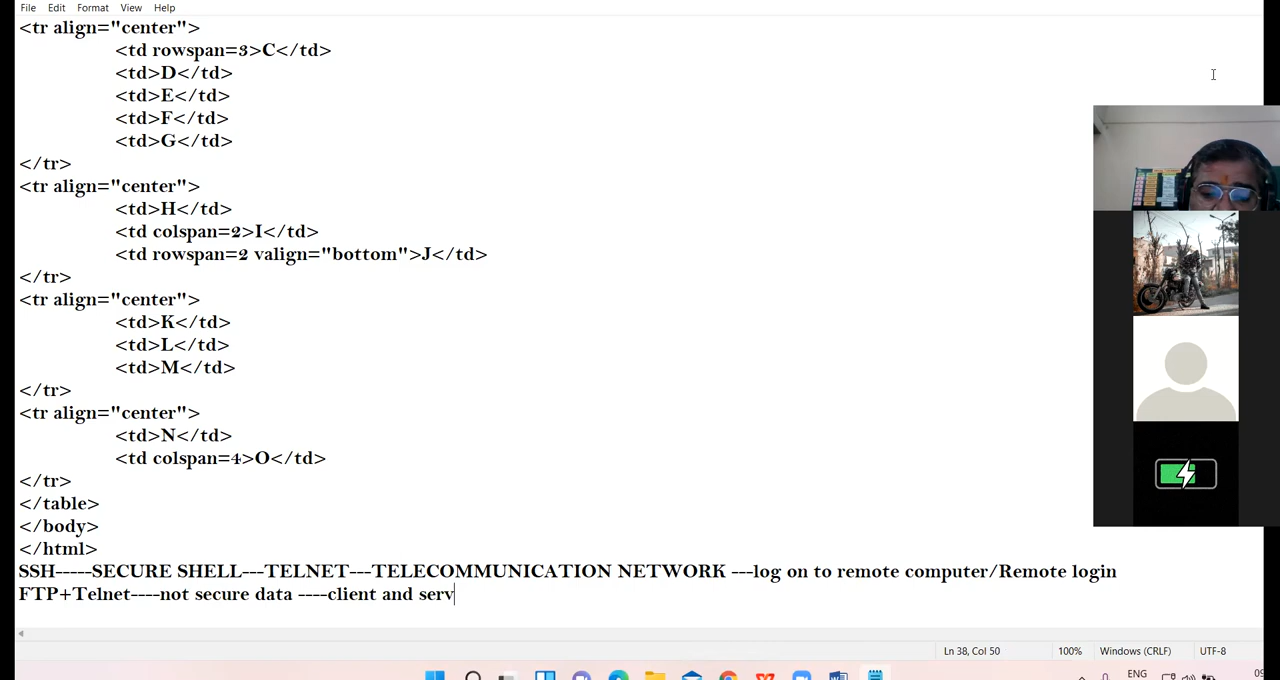 File Edit Format View Help
<tr align="center">
<td rowspan=3>C</td>
<td>D</td>
<td>E</td>
<td>F</td>
<td>G</td>
</tr>
<tr align="center">
<td>H</td>
<td colspan=2>I</td>
<td rowspan=2 valign="bottom">J</td>
</tr>
<tr align="center">
<td>K</td>
<td>L</td>
<td>M</td>
</tr>
<tr align="center">
<td>N</td>
<td colspan=4>O</td>
</tr>
</table>
</body>
</html>
SSH-----SECURE SHELL---TELNET---TELECOMMUNICATION NETWORK ---log on to remote computer/Remote login
FTP+Telnet----not secure data ----client and serv
Ln 38, Col 50 100% Windows (CRLF) UTF-8
ENG